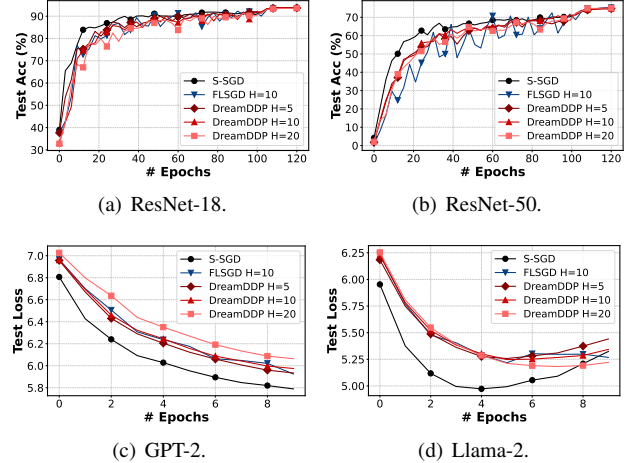 Test Acc (%)
90
80
70
60
50
40
30
0
20
40
60
80
100
120
# Epochs
S-SGD
FLSGD H=10
DreamDDP H=5
DreamDDP H=10
DreamDDP H=20
(a) ResNet-18.
Test Acc (%)
70
60
50
40
30
20
10
0
0
20
40
60
80
100
120
# Epochs
S-SGD
FLSGD H=10
DreamDDP H=5
DreamDDP H=10
DreamDDP H=20
(b) ResNet-50.
Test Loss
7.0
6.8
6.6
6.4
6.2
6.0
5.8
0
2
4
6
8
# Epochs
S-SGD
FLSGD H=10
DreamDDP H=5
DreamDDP H=10
DreamDDP H=20
(c) GPT-2.
Test Loss
6.25
6.00
5.75
5.50
5.25
5.00
0
2
4
6
8
# Epochs
S-SGD
FLSGD H=10
DreamDDP H=5
DreamDDP H=10
DreamDDP H=20
(d) Llama-2.